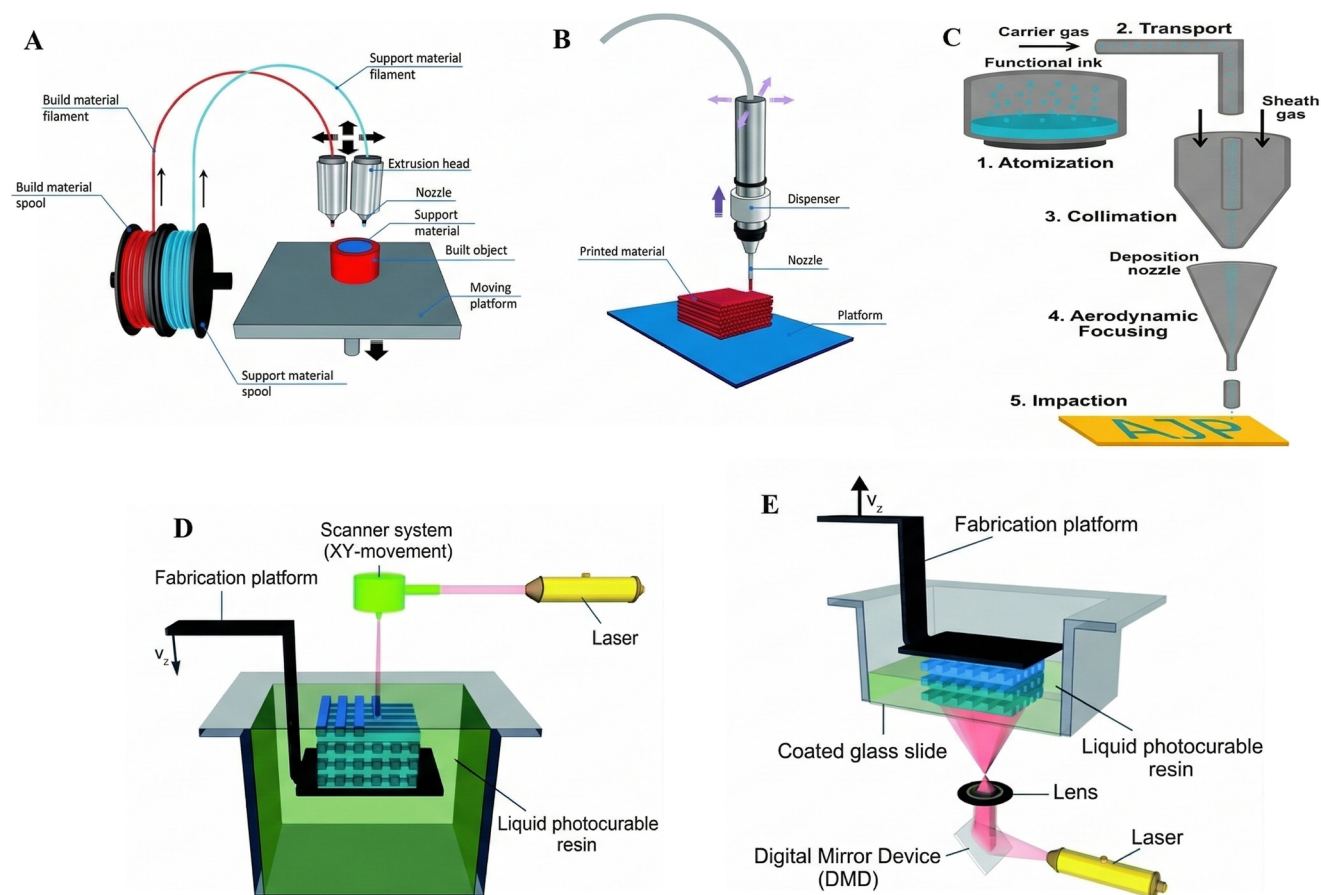 A
Support material
filament
Build material
filament
Build material
spool
Extrusion head
Nozzle
Support
material
Built object
Moving
platform
Support material
spool
B
Dispenser
Nozzle
Printed material
Platform
C
Carrier gas
2. Transport
Functional ink
Sheath
gas
1. Atomization
3. Collimation
Deposition
nozzle
4. Aerodynamic
Focusing
5. Impaction
AJP
D
Scanner system
(XY-movement)
Fabrication platform
Laser
vz
Liquid photocurable
resin
E
vz
Fabrication platform
Coated glass slide
Liquid photocurable
resin
Lens
Laser
Digital Mirror Device
(DMD)